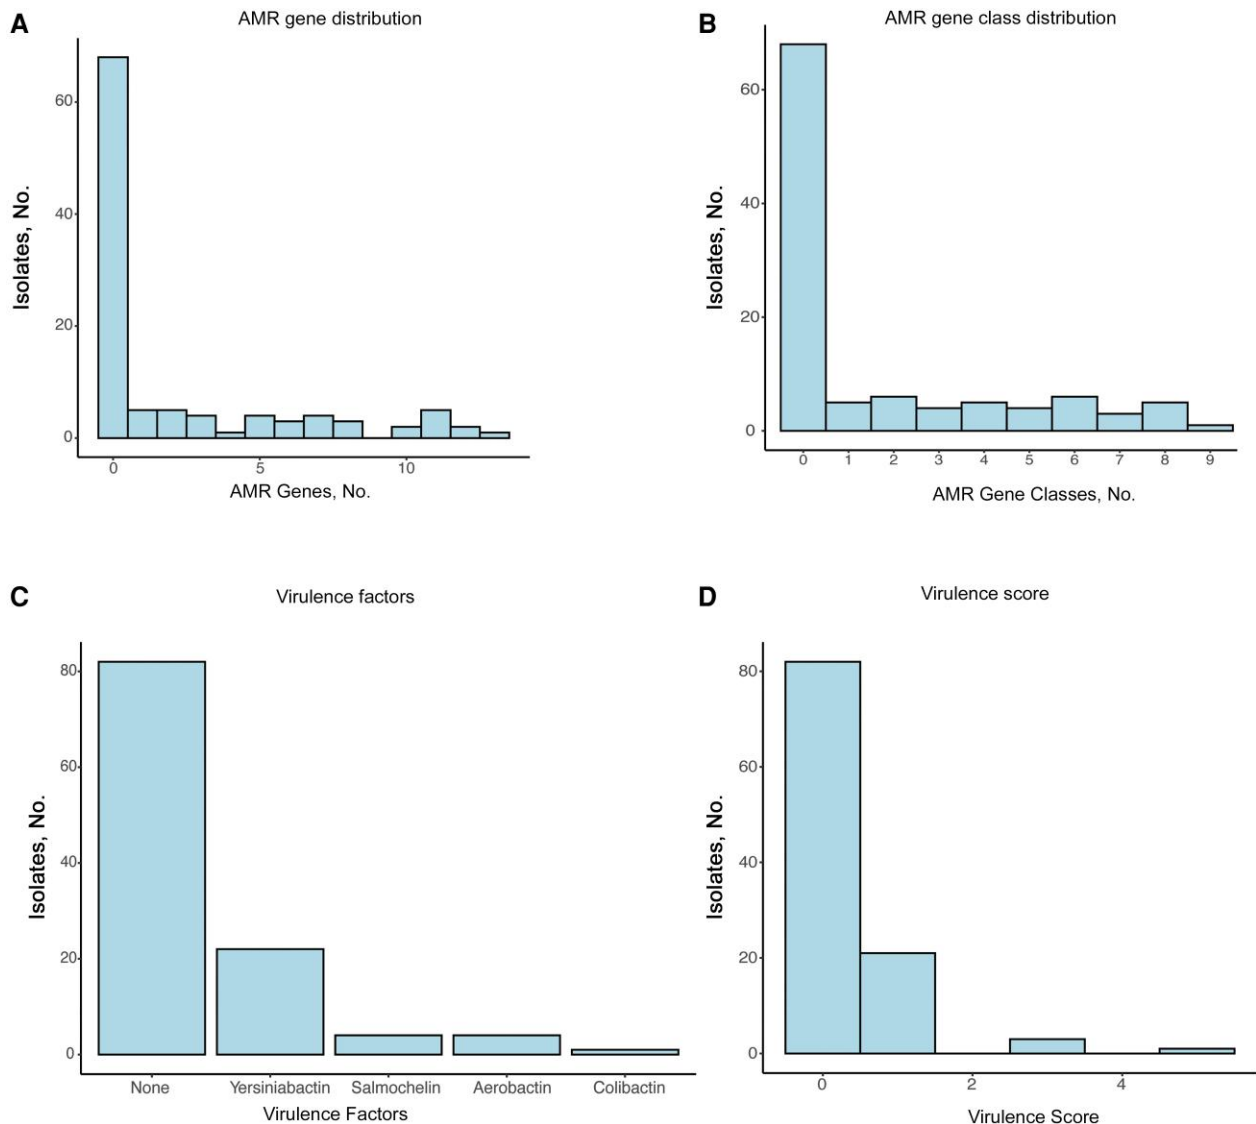 A
AMR gene distribution
60
40
20
0
Isolates, No.
0 5 10
AMR Genes, No.
B
AMR gene class distribution
60
40
20
0
Isolates, No.
0 1 2 3 4 5 6 7 8 9
AMR Gene Classes, No.
C
Virulence factors
80
60
40
20
0
Isolates, No.
None Yersiniabactin Salmochelin Aerobactin Colibactin
Virulence Factors
D
Virulence score
80
60
40
20
0
Isolates, No.
0 2 4
Virulence Score